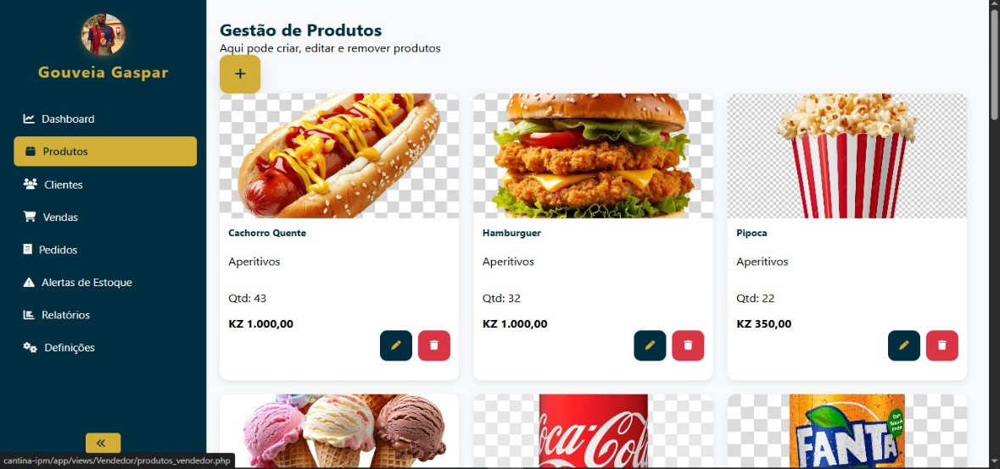 Gouveia Gaspar
Dashboard
Produtos
Clientes
Vendas
Pedidos
Alertas de Estoque
Relatórios
Definições
cantina-ipm/app/views/Vendedor/produtos_vendedor.php
Gestão de Produtos
Aqui pode criar, editar e remover produtos
+
Cachorro Quente
Aperitivos
Qtd: 43
KZ 1.000,00
Hamburguer
Aperitivos
Qtd: 32
KZ 1.000,00
Pipoca
Aperitivos
Qtd: 22
KZ 350,00
FANTA